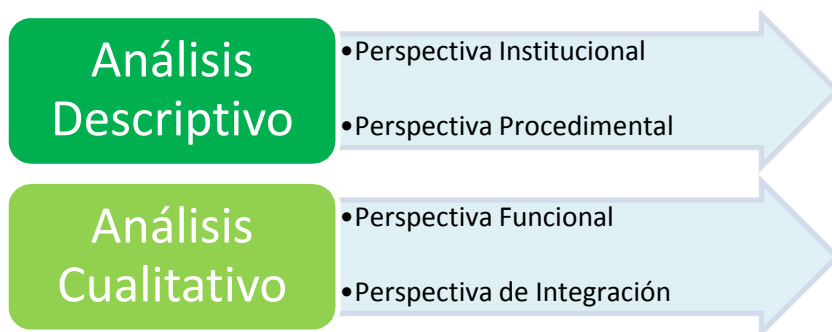 Análisis
Descriptivo
•Perspectiva Institucional
•Perspectiva Procedimental
Análisis
Cualitativo
•Perspectiva Funcional
•Perspectiva de Integración